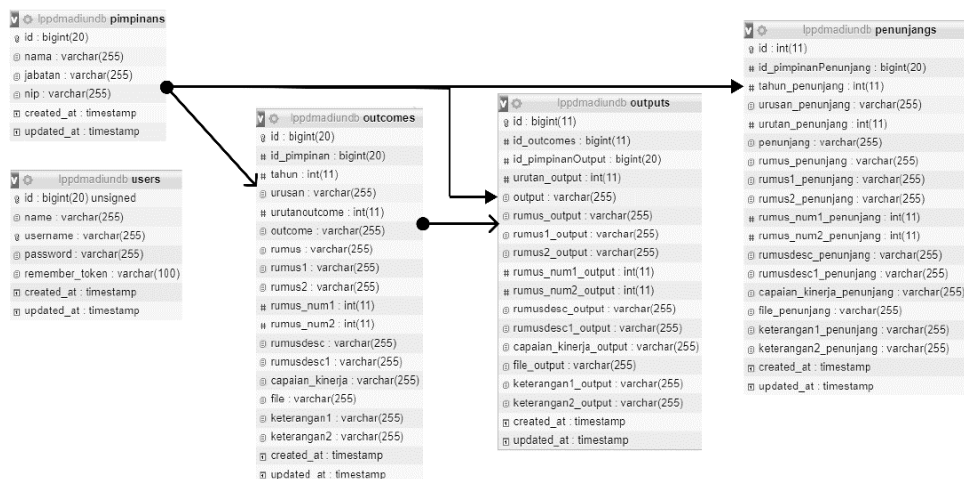 lppdmadiundb pimpinans
id : bigint(20)
nama : varchar(255)
jabatan : varchar(255)
nip : varchar(255)
created_at : timestamp
updated_at : timestamp
lppdmadiundb users
id : bigint(20) unsigned
name : varchar(255)
username : varchar(255)
password : varchar(255)
remember_token : varchar(100)
created_at : timestamp
updated_at : timestamp
lppdmadiundb outcomes
id : bigint(20)
id_pimpinan : bigint(20)
tahun : int(11)
urusan : varchar(255)
urutanoutcome : int(11)
outcome : varchar(255)
rumus : varchar(255)
rumus1 : varchar(255)
rumus2 : varchar(255)
rumus_num1 : int(11)
rumus_num2 : int(11)
rumusdesc : varchar(255)
rumusdesc1 : varchar(255)
capaian_kinerja : varchar(255)
file : varchar(255)
keterangan1 : varchar(255)
keterangan2 : varchar(255)
created_at : timestamp
updated_at : timestamp
lppdmadiundb outputs
id : bigint(11)
id_outcomes : bigint(11)
id_pimpinanOutput : bigint(20)
urutan_output : int(11)
output : varchar(255)
rumus_output : varchar(255)
rumus1_output : varchar(255)
rumus2_output : varchar(255)
rumus_num1_output : int(11)
rumus_num2_output : int(11)
rumusdesc_output : varchar(255)
rumusdesc1_output : varchar(255)
capaian_kinerja_output : varchar(255)
file_output : varchar(255)
keterangan1_output : varchar(255)
keterangan2_output : varchar(255)
created_at : timestamp
updated_at : timestamp
lppdmadiundb penunjangs
id : int(11)
id_pimpinanPenunjang : bigint(20)
tahun_penunjang : int(11)
urusan_penunjang : varchar(255)
urutan_penunjang : int(11)
penunjang : varchar(255)
rumus_penunjang : varchar(255)
rumus1_penunjang : varchar(255)
rumus2_penunjang : varchar(255)
rumus_num1_penunjang : int(11)
rumus_num2_penunjang : int(11)
rumusdesc_penunjang : varchar(255)
rumusdesc1_penunjang : varchar(255)
capaian_kinerja_penunjang : varchar(255)
file_penunjang : varchar(255)
keterangan1_penunjang : varchar(255)
keterangan2_penunjang : varchar(255)
created_at : timestamp
updated_at : timestamp